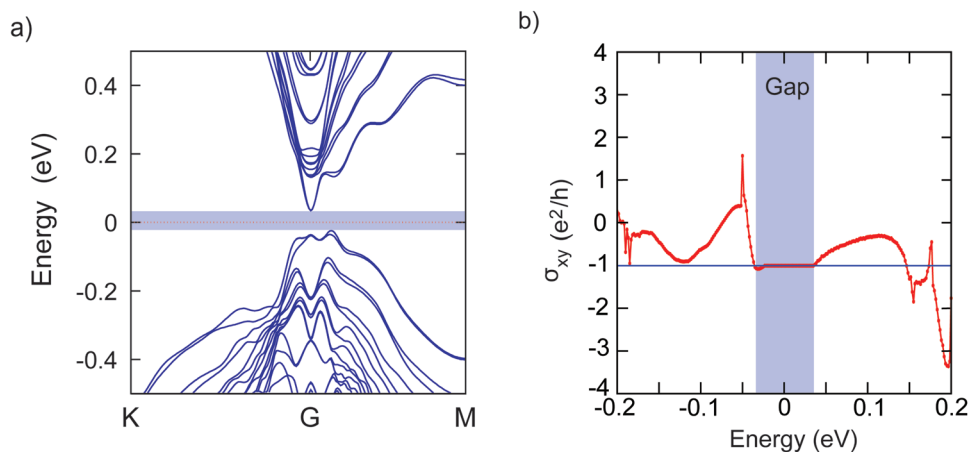 a)
Energy (eV)
0.4
0.2
0
-0.2
-0.4
K
G
M
b)
σxy (e²/h)
4
3
2
1
0
-1
-2
-3
-4
Gap
-0.2
-0.1
0
0.1
0.2
Energy (eV)